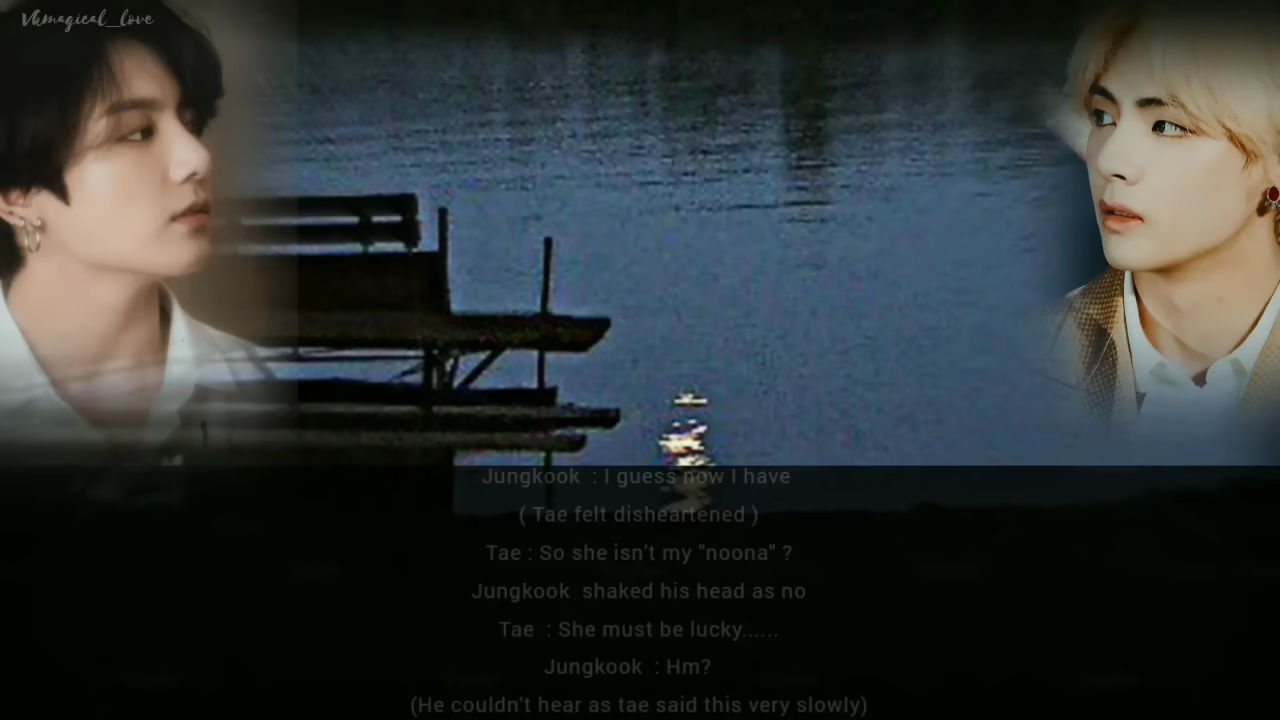 Vkmagical_love
Jungkook : I guess now I have
( Tae felt disheartened )
Tae : So she isn't my "noona" ?
Jungkook shaked his head as no
Tae : She must be lucky......
Jungkook : Hm?
(He couldn't hear as tae said this very slowly)